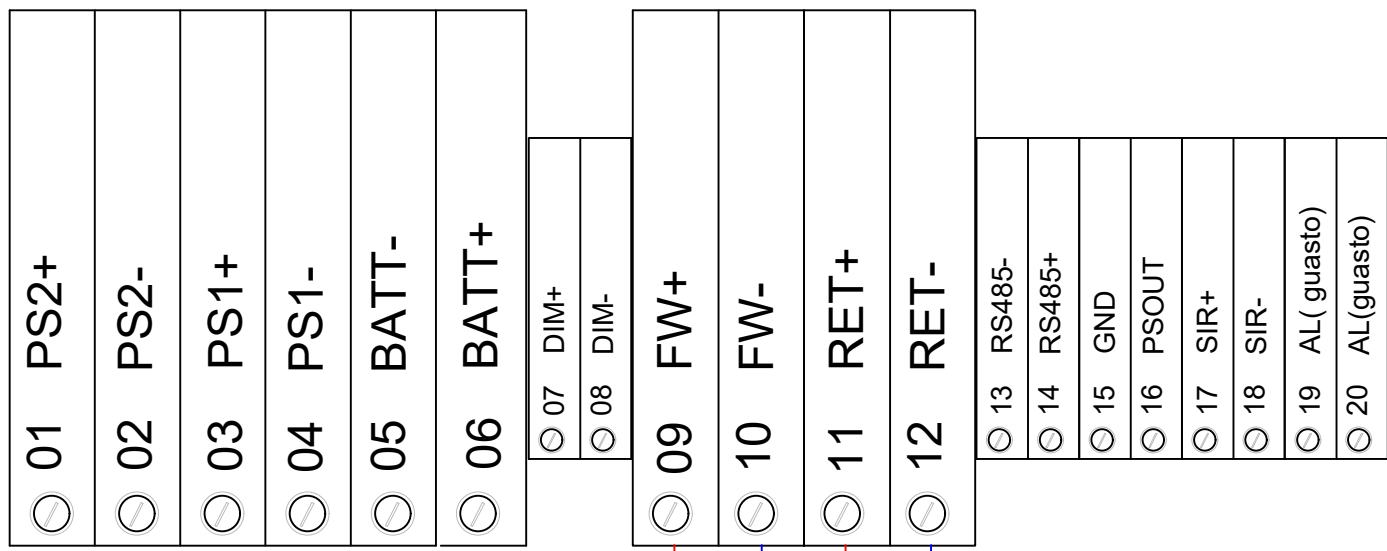 01 PS2+
02 PS2-
03 PS1+
04 PS1-
05 BATT-
06 BATT+
07 DIM+
08 DIM-
09 FW+
10 FW-
11 RET+
12 RET-
13 RS485-
14 RS485+
15 GND
16 PSOUT
17 SIR+
18 SIR-
19 AL( guasto)
20 AL(guasto)